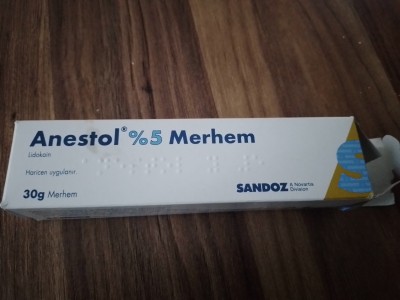 Anestol® %5 Merhem
Lidokain
Haricen uygulanır
30g Merhem
SANDOZ a Novartis Division